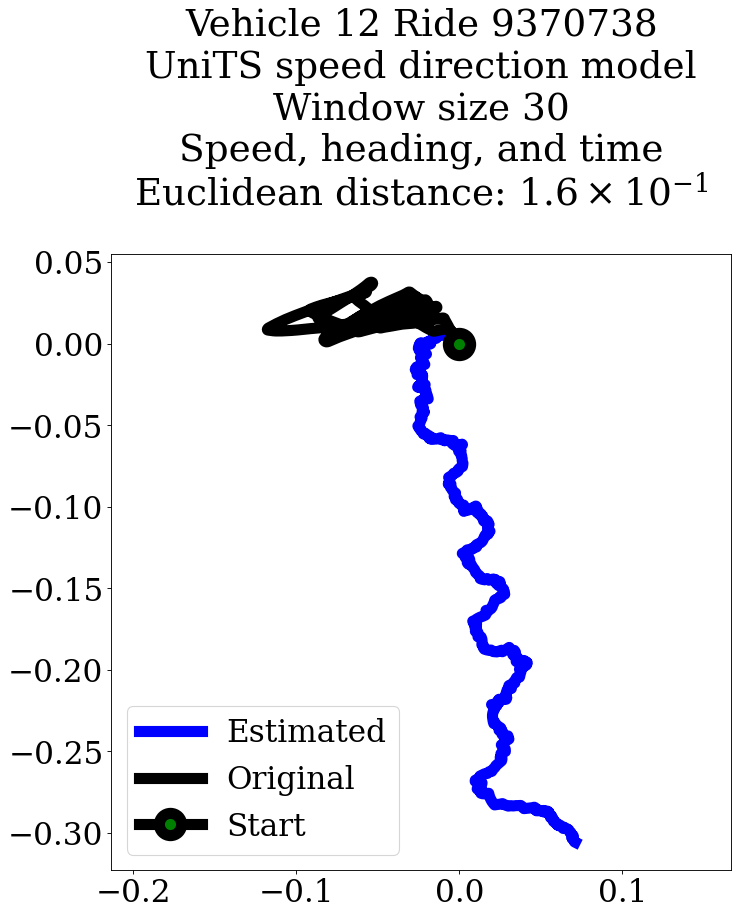 Vehicle 12 Ride 9370738
UniTS speed direction model
Window size 30
Speed, heading, and time
Euclidean distance: 1.6 × 10⁻¹
0.05
0.00
−0.05
−0.10
−0.15
−0.20
−0.25
−0.30
Estimated
Original
Start
−0.2
−0.1
0.0
0.1